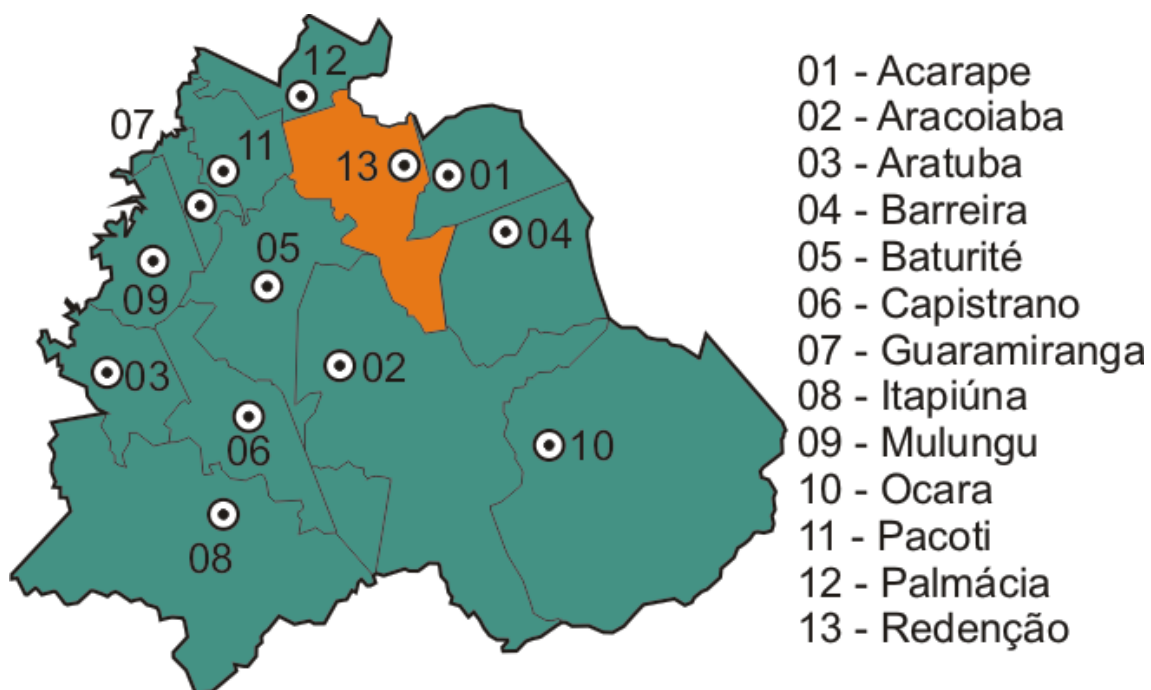 12
07
11
13
01
04
05
09
03
02
06
10
08
01 - Acarape
02 - Aracoiaba
03 - Aratuba
04 - Barreira
05 - Baturité
06 - Capistrano
07 - Guaramiranga
08 - Itapiúna
09 - Mulungu
10 - Ocara
11 - Pacoti
12 - Palmácia
13 - Redenção